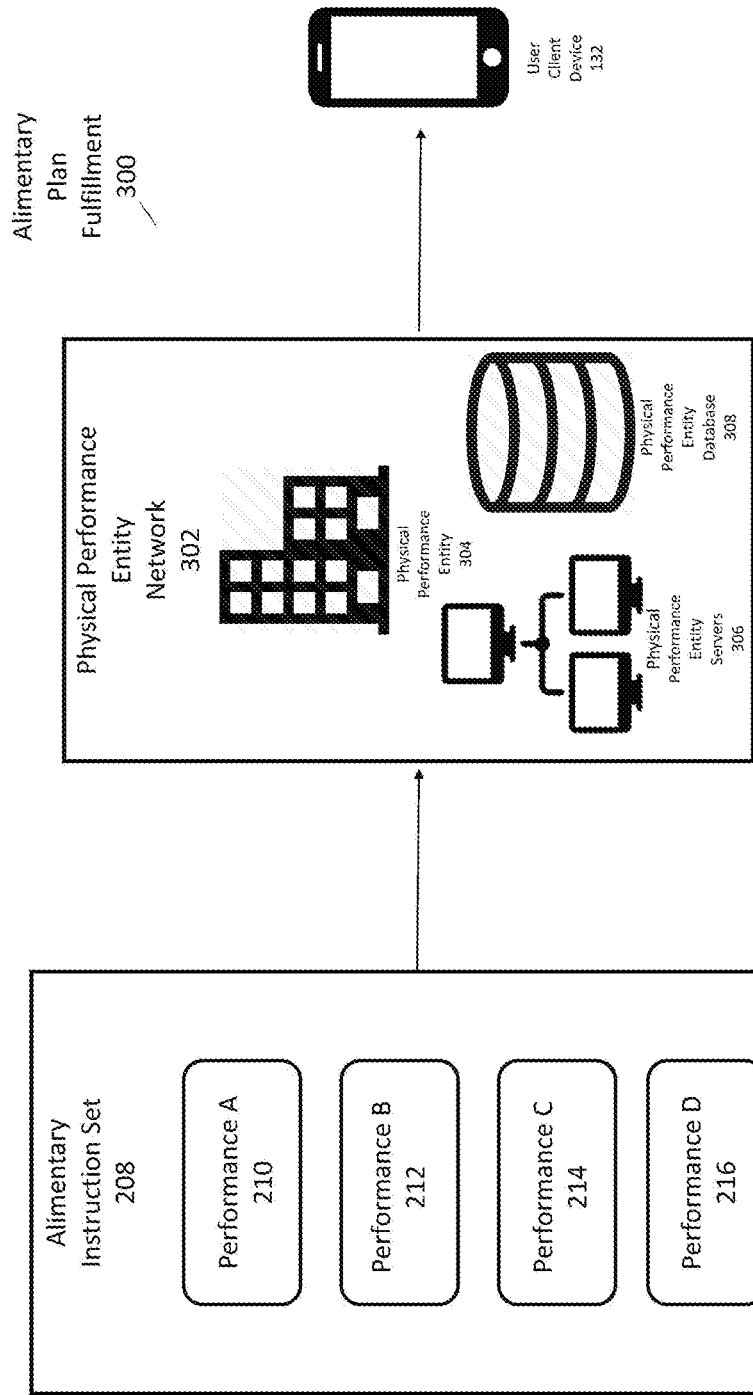 Alimentary
Plan
Fulfillment
300
Alimentary
Instruction Set
208
Performance A
210
Performance B
212
Performance C
214
Performance D
216
Physical Performance
Entity
Network
302
Physical
Performance
Entity
304
Physical
Performance
Entity
Servers
306
Physical
Performance
Entity
Database
308
User
Client
Device
132